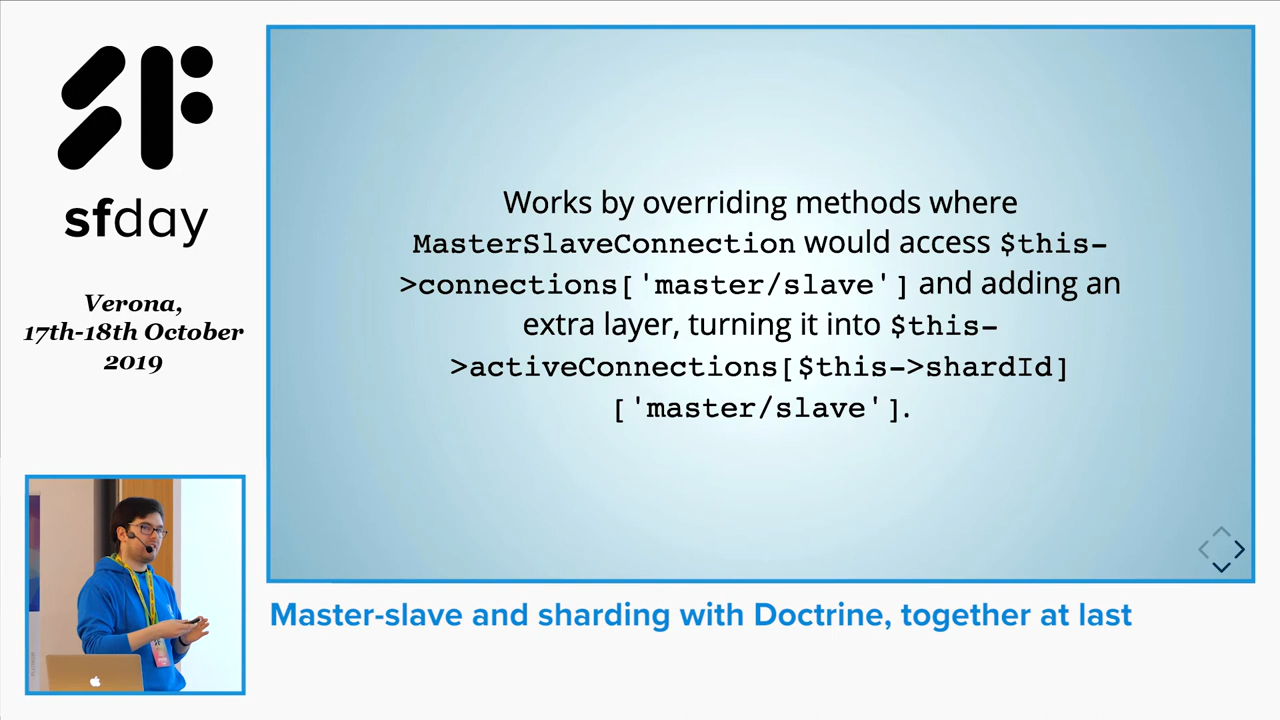 sfday
Verona,
17th-18th October
2019
Works by overriding methods where
MasterSlaveConnection would access $this-
>connections['master/slave'] and adding an
extra layer, turning it into $this-
>activeConnections[$this->shardId]
['master/slave'].
Master-slave and sharding with Doctrine, together at last